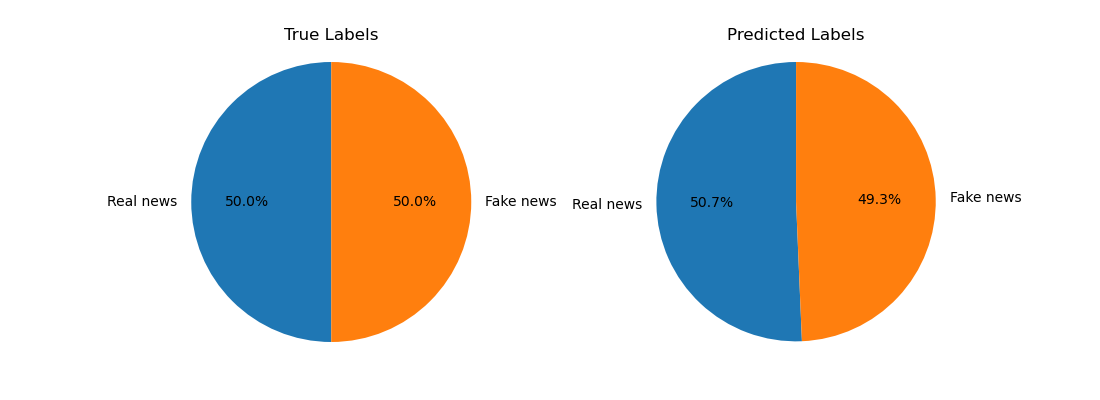 True Labels
Real news
50.0%
50.0%
Fake news
Predicted Labels
Real news
50.7%
49.3%
Fake news